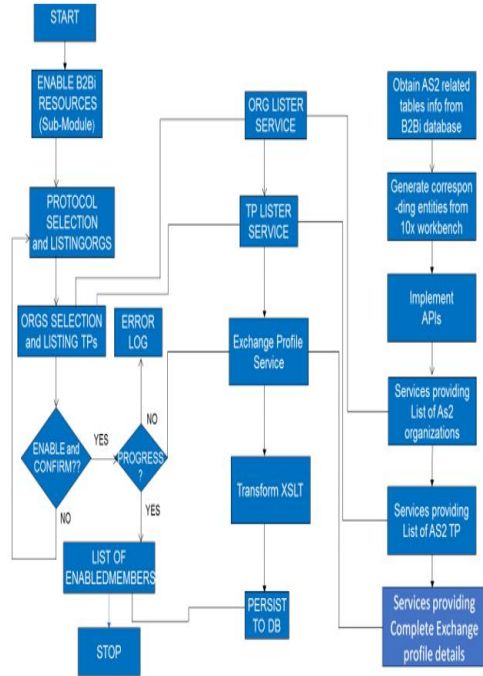 START
ENABLE B2Bi
RESOURCES
(Sub-Module)
PROTOCOL
SELECTION
and LISTINGORGS
ORGS SELECTION
and LISTING TPs
ERROR
LOG
ENABLE and
CONFIRM??
YES
NO
PROGRESS
?
NO
YES
LIST OF
ENABLEDMEMBERS
STOP
ORG LISTER
SERVICE
TP LISTER
SERVICE
Exchange Profile
Service
Transform XSLT
PERSIST
TO DB
Obtain AS2 related
tables info from
B2Bi database
Generate correspon
-ding entities from
10x workbench
Implement
APIs
Services providing
List of As2
organizations
Services providing
List of AS2 TP
Services providing
Complete Exchange
profile details